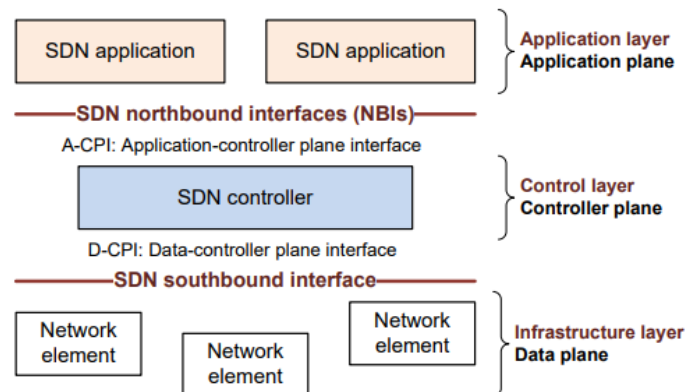 SDN application
SDN application
Application layer
Application plane
SDN northbound interfaces (NBIs)
A-CPI: Application-controller plane interface
SDN controller
Control layer
Controller plane
D-CPI: Data-controller plane interface
SDN southbound interface
Network
element
Network
element
Network
element
Infrastructure layer
Data plane